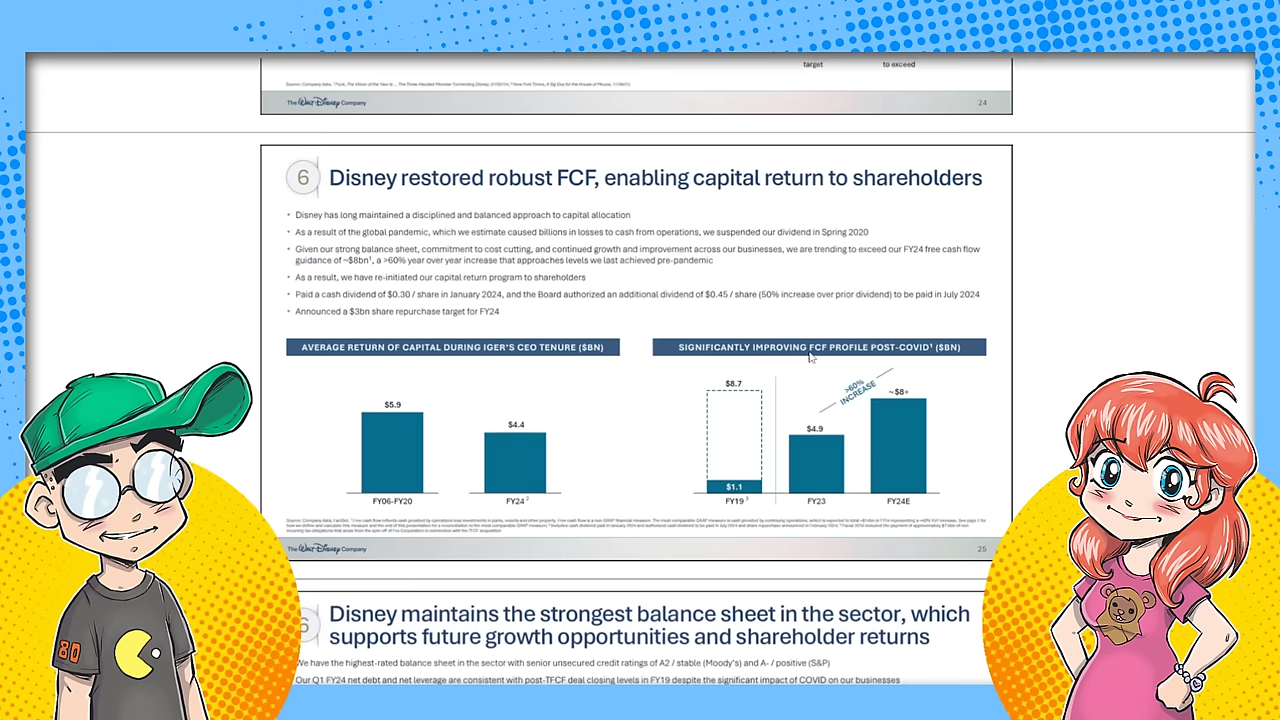 target to exceed
The Walt Disney Company 24
6 Disney restored robust FCF, enabling capital return to shareholders
• Disney has long maintained a disciplined and balanced approach to capital allocation
• As a result of the global pandemic, which we estimate caused billions in losses to cash from operations, we suspended our dividend in Spring 2020
• Given our strong balance sheet, commitment to cost cutting, and continued growth and improvement across our businesses, we are trending to exceed our FY24 free cash flow
guidance of ~$8bn¹, a >60% year over year increase that approaches levels we last achieved pre-pandemic
• As a result, we have re-initiated our capital return program to shareholders
• Paid a cash dividend of $0.30 / share in January 2024, and the Board authorized an additional dividend of $0.45 / share (50% increase over prior dividend) to be paid in July 2024
• Announced a $3bn share repurchase target for FY24
AVERAGE RETURN OF CAPITAL DURING IGER'S CEO TENURE ($BN)
$5.9
$4.4
FY06-FY20
FY24 ²
SIGNIFICANTLY IMPROVING FCF PROFILE POST-COVID¹ ($BN)
>60%
INCREASE
$8.7
~$8+
$4.9
$1.1
FY19 ³
FY23
FY24E
The Walt Disney Company 25
6 Disney maintains the strongest balance sheet in the sector, which
supports future growth opportunities and shareholder returns
We have the highest-rated balance sheet in the sector with senior unsecured credit ratings of A2 / stable (Moody's) and A- / positive (S&P)
Our Q1 FY24 net debt and net leverage are consistent with post-TFCF deal closing levels in FY19 despite the significant impact of COVID on our businesses
80